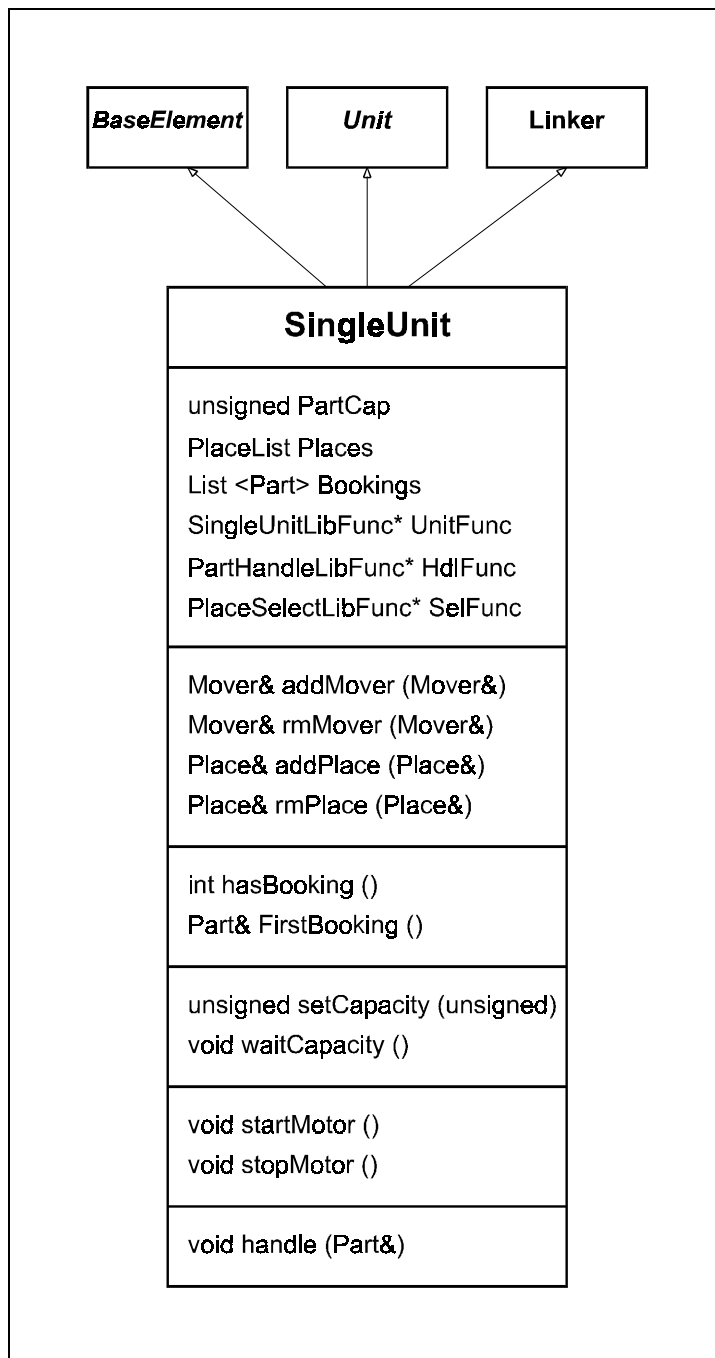 BaseElement
Unit
Linker
SingleUnit
unsigned PartCap
PlaceList Places
List <Part> Bookings
SingleUnitLibFunc* UnitFunc
PartHandleLibFunc* HdlFunc
PlaceSelectLibFunc* SelFunc
Mover& addMover (Mover&)
Mover& rmMover (Mover&)
Place& addPlace (Place&)
Place& rmPlace (Place&)
int hasBooking ()
Part& FirstBooking ()
unsigned setCapacity (unsigned)
void waitCapacity ()
void startMotor ()
void stopMotor ()
void handle (Part&)